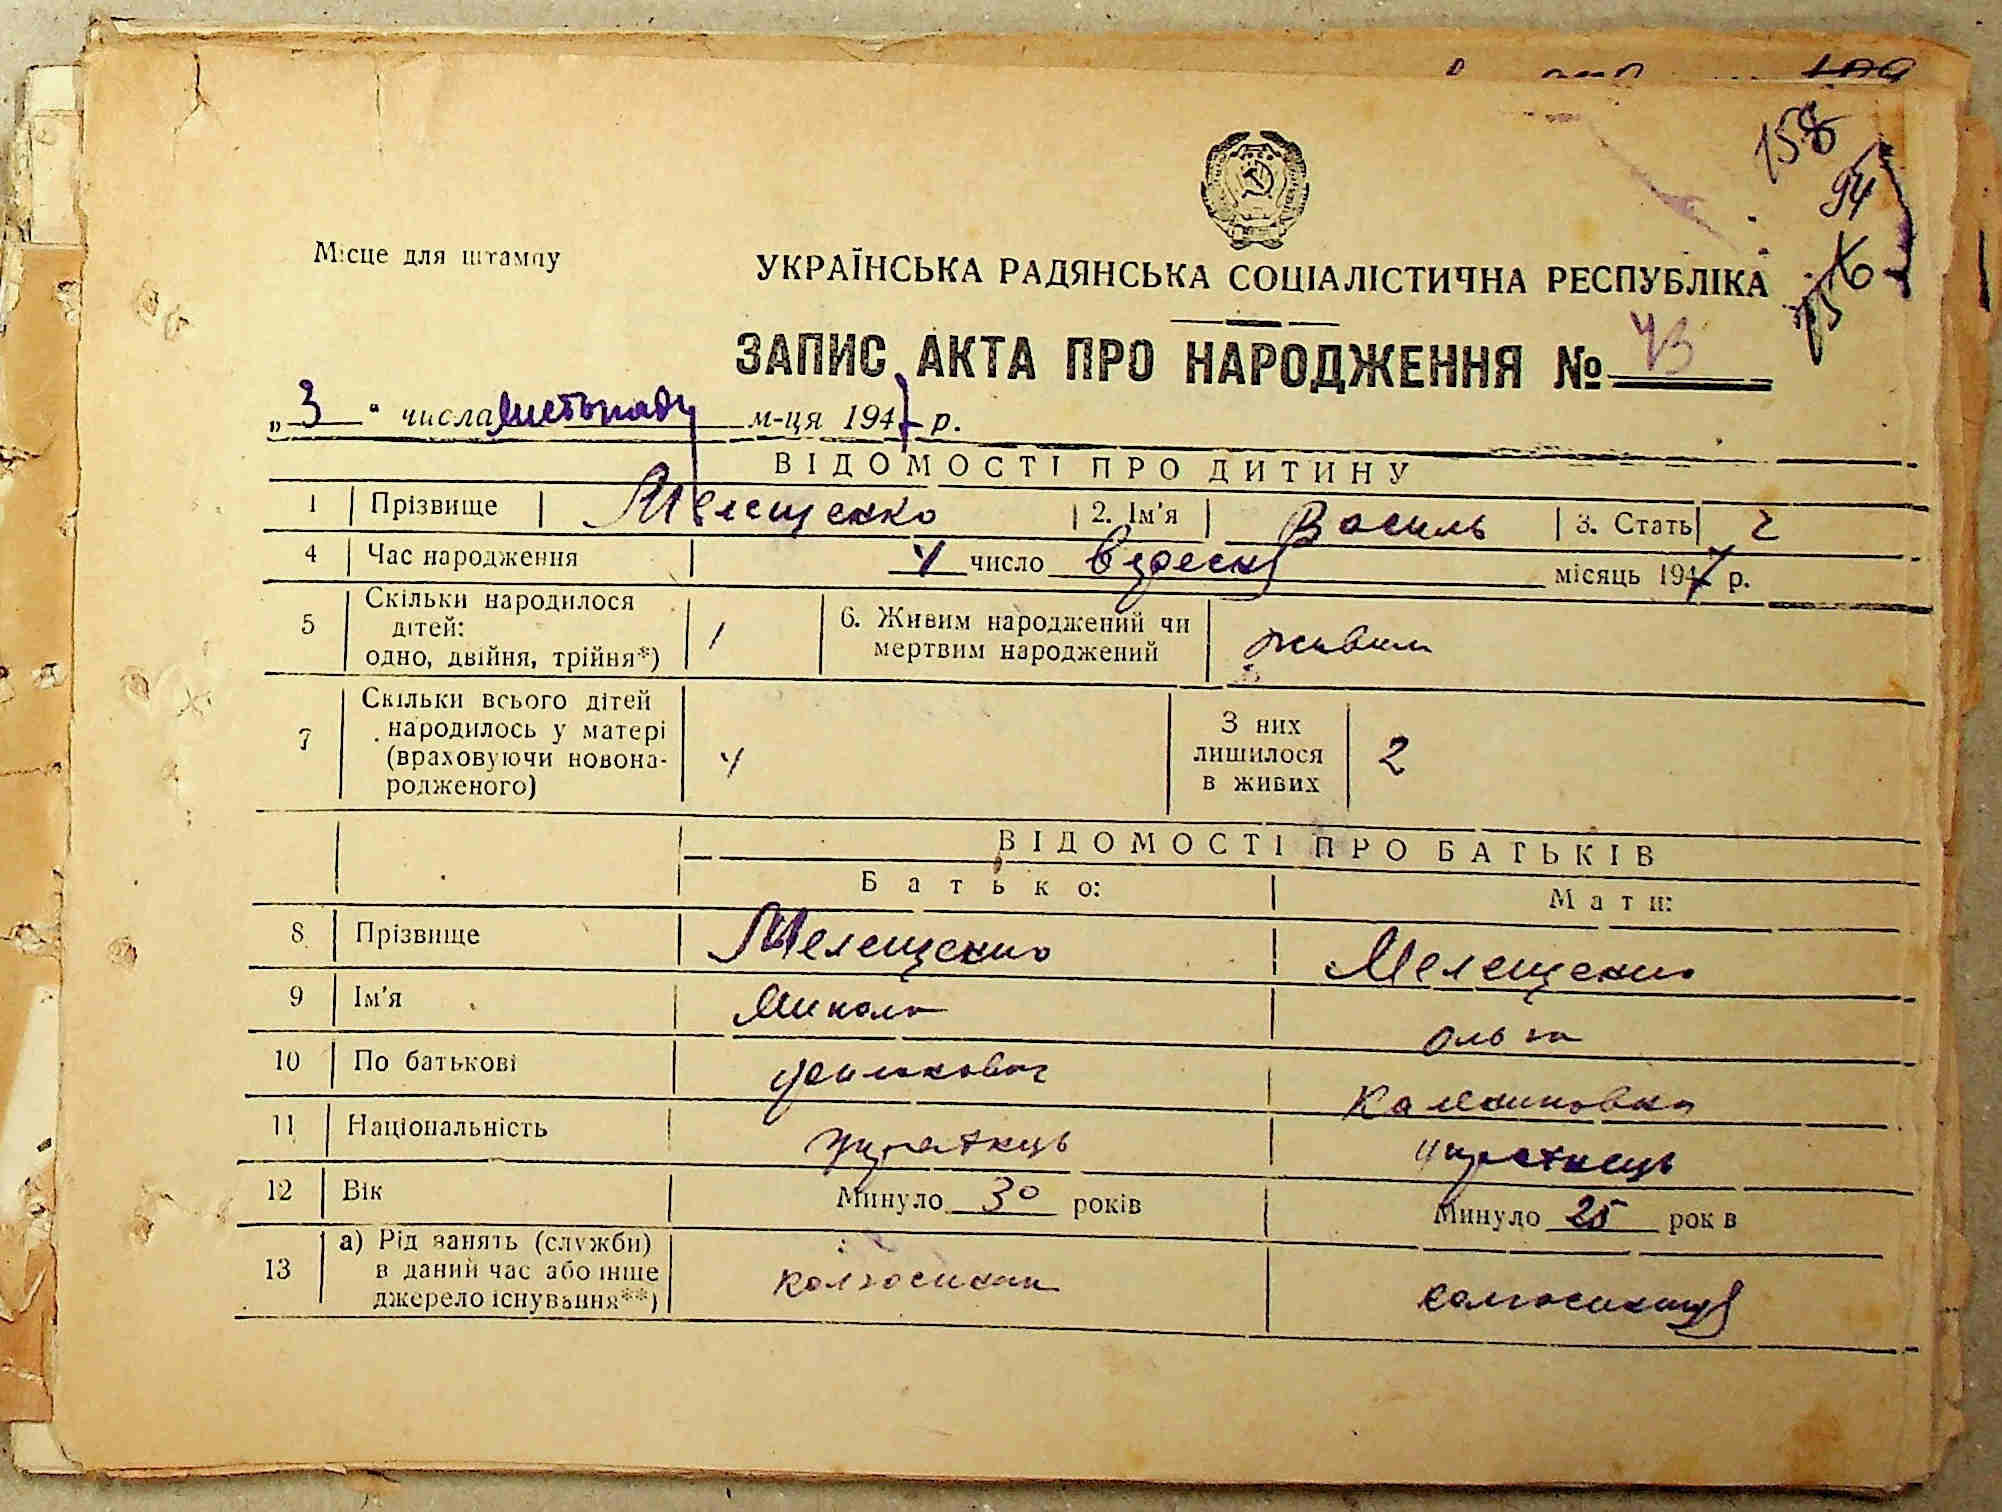 158
94
Місце для штампу
УКРАЇНСЬКА РАДЯНСЬКА СОЦІАЛІСТИЧНА РЕСПУБЛІКА
ЗАПИС АКТА ПРО НАРОДЖЕННЯ № 43
„ 3 “ числа листопаду м-ця 1947 р.
ВІДОМОСТІ ПРО ДИТИНУ
1 Прізвище Мелещенко 2. Ім'я Василь 3. Стать ч
4 Час народження 4 число вересня місяць 1947 р.
5 Скільки народилося дітей: одно, двійня, трійня*) 1 6. Живим народжений чи мертвим народжений живим
7 Скільки всього дітей народилось у матері (враховуючи новонародженого) 4 З них лишилося в живих 2
ВІДОМОСТІ ПРО БАТЬКІВ
Батько: Мати:
8 Прізвище Мелещенко Мелещенко
9 Ім'я Микола Ольга
10 По батькові
11 Національність українець українець
12 Вік Минуло 30 років Минуло 25 рок в
13 а) Рід занять (служби) в даний час або інше джерело існування**) колгоспник колгоспниця